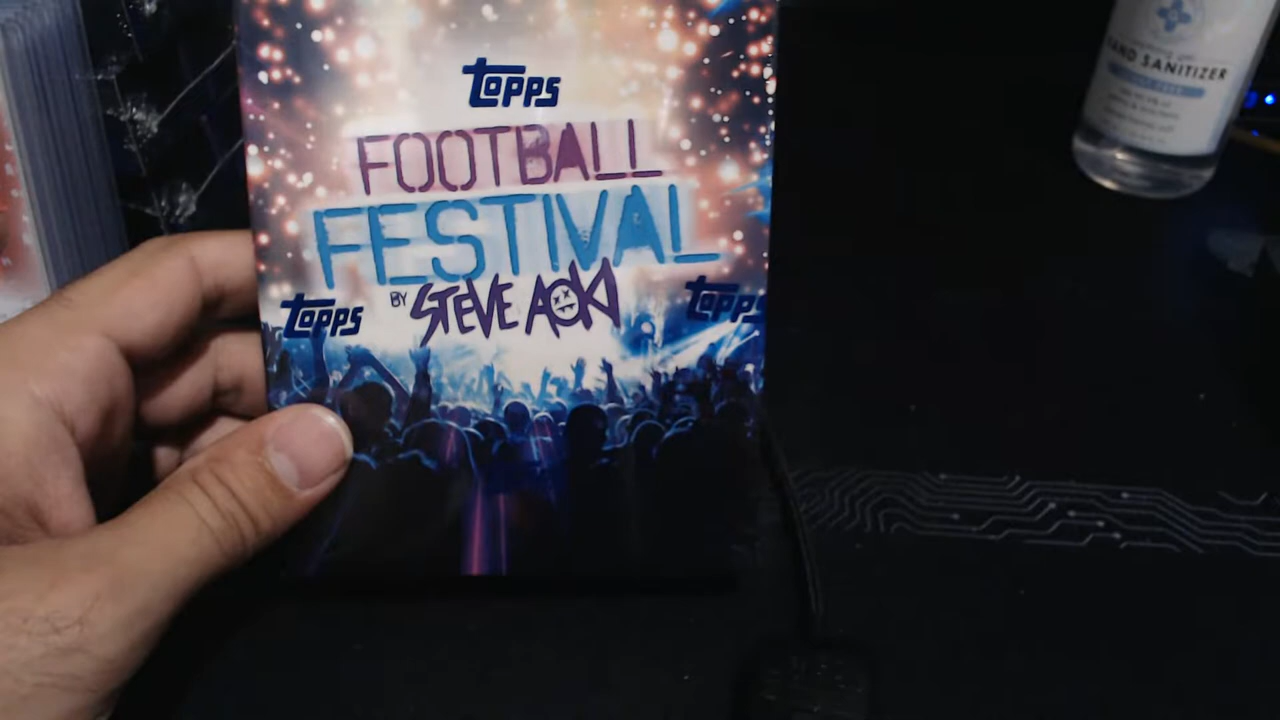 Topps
FOOTBALL
FESTIVAL
BY STEVE AOKI
Topps
Topps
HAND SANITIZER